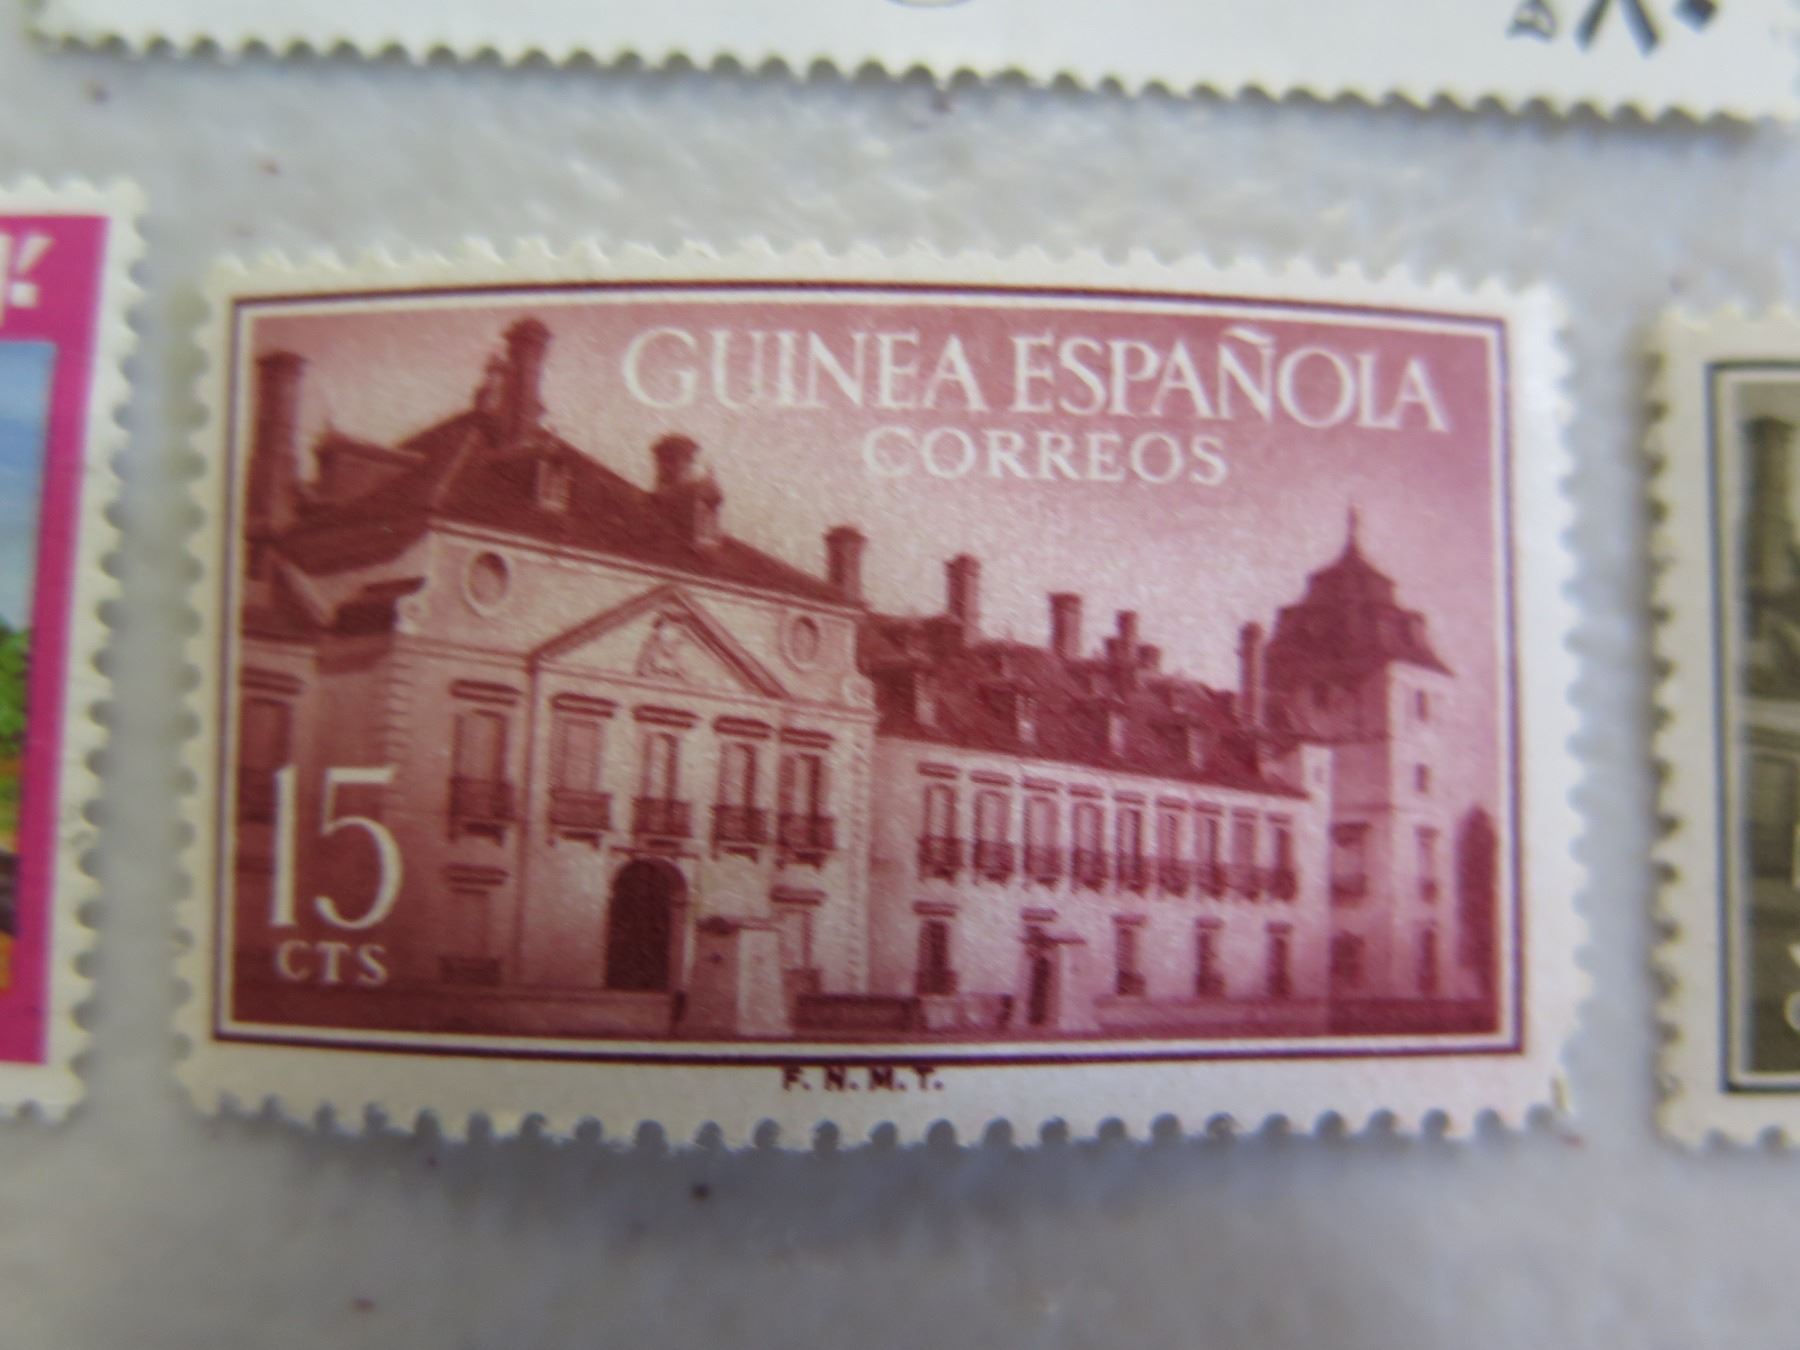 GUINEA ESPAÑOLA
CORREOS
15
CTS
F. N. M. T.